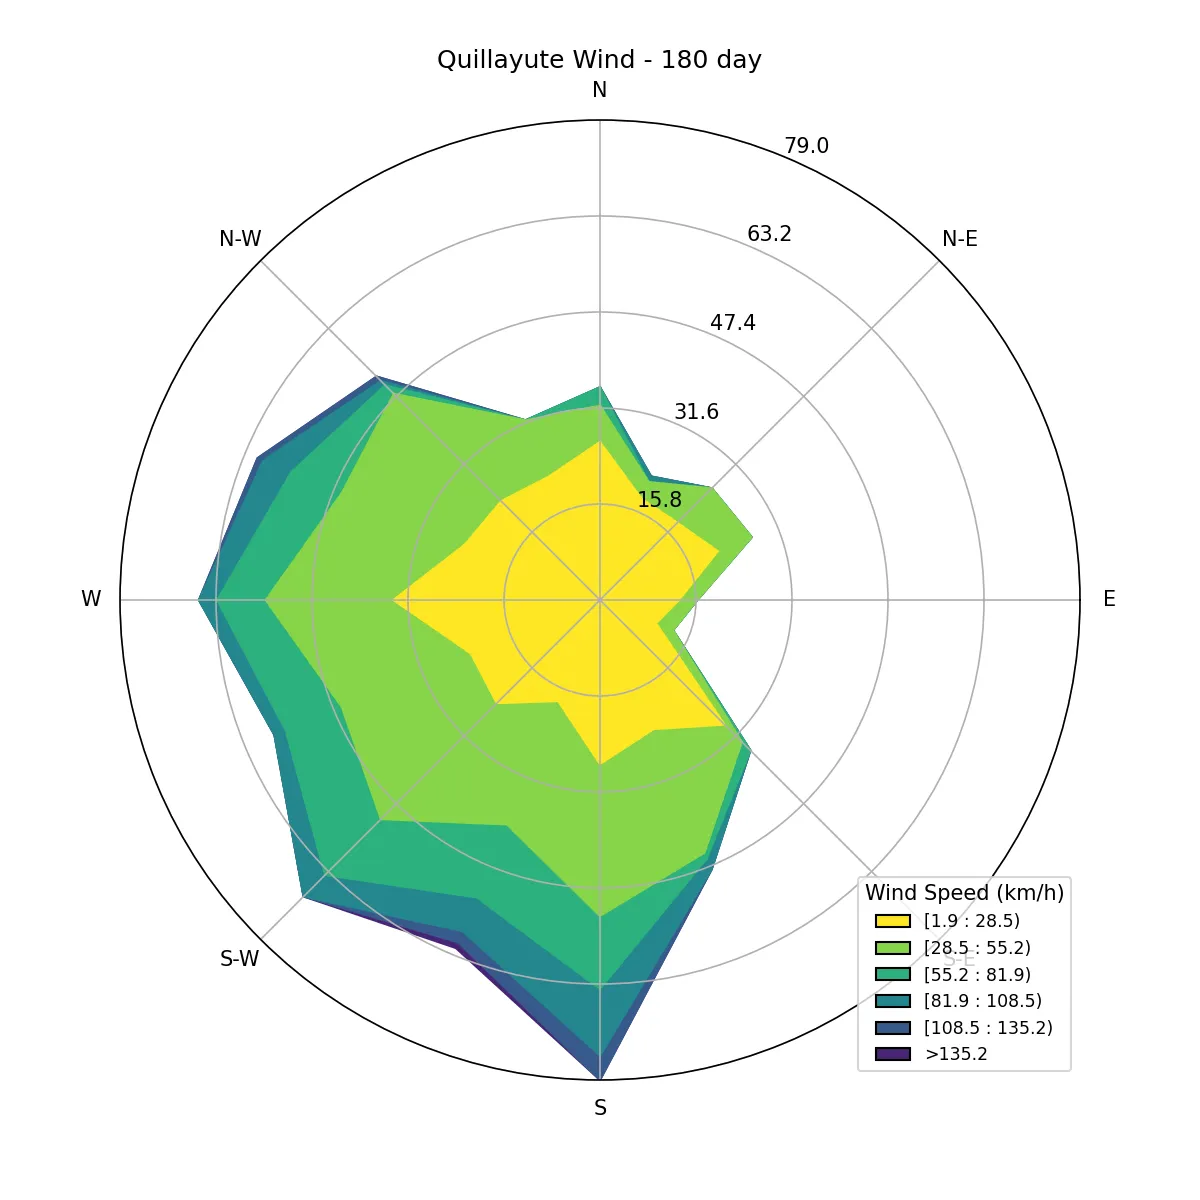 Quillayute Wind - 180 day
N
79.0
63.2
N-W
N-E
47.4
31.6
15.8
W
E
Wind Speed (km/h)
[1.9 : 28.5)
[28.5 : 55.2)
S-W
S-E
[55.2 : 81.9)
[81.9 : 108.5)
[108.5 : 135.2)
>135.2
S